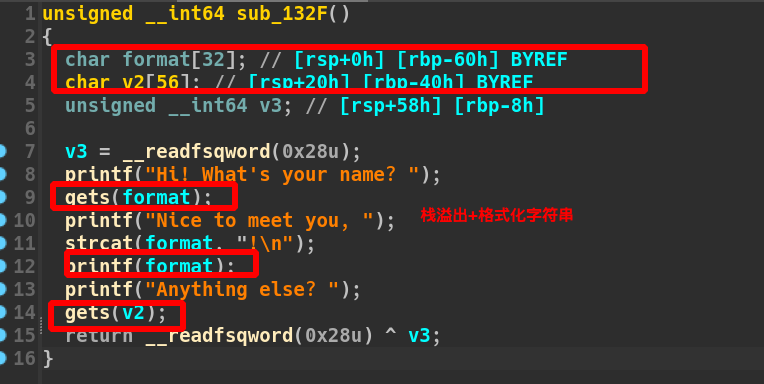 1 unsigned __int64 sub_132F()
2 {
3 char format[32]; // [rsp+0h] [rbp-60h] BYREF
4 char v2[56]; // [rsp+20h] [rbp-40h] BYREF
5 unsigned __int64 v3; // [rsp+58h] [rbp-8h]
6
7 v3 = __readfsqword(0x28u);
8 printf("Hi! What's your name? ");
9 gets(format);
10 printf("Nice to meet you, "); 栈溢出+格式化字符串
11 strcat(format, "!\n");
12 printf(format);
13 printf("Anything else? ");
14 gets(v2);
15 return __readfsqword(0x28u) ^ v3;
16 }